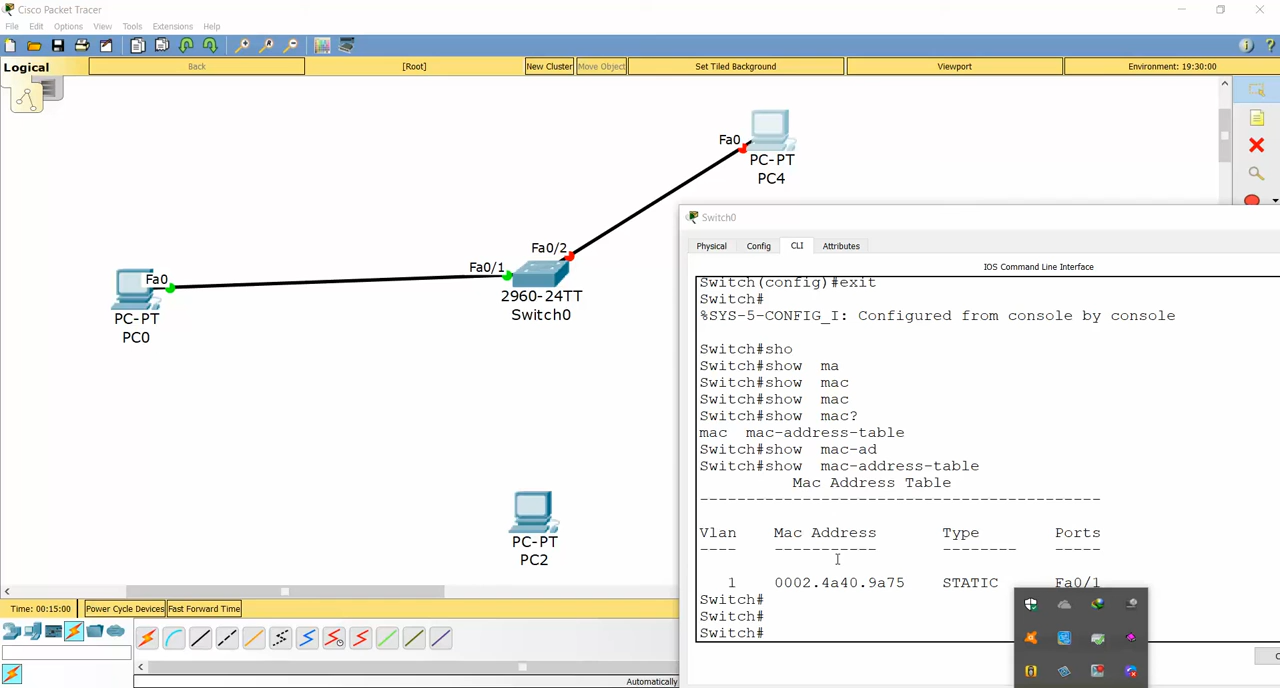 Cisco Packet Tracer
File Edit Options View Tools Extensions Help
Logical Back [Root] New Cluster Move Object Set Tiled Background Viewport Environment: 19:30:00
Fa0
PC-PT
PC4
Fa0/2
Fa0/1
2960-24TT
Switch0
Fa0
PC-PT
PC0
PC-PT
PC2
Switch0
Physical Config CLI Attributes
IOS Command Line Interface
Switch(config)#exit
Switch#
%SYS-5-CONFIG_I: Configured from console by console
Switch#sho
Switch#show ma
Switch#show mac
Switch#show mac
Switch#show mac?
mac mac-address-table
Switch#show mac-ad
Switch#show mac-address-table
Mac Address Table
-------------------------------------------
Vlan Mac Address Type Ports
---- ----------- -------- -----
1 0002.4a40.9a75 STATIC Fa0/1
Switch#
Switch#
Switch#
Time: 00:15:00 Power Cycle Devices Fast Forward Time
Automatically